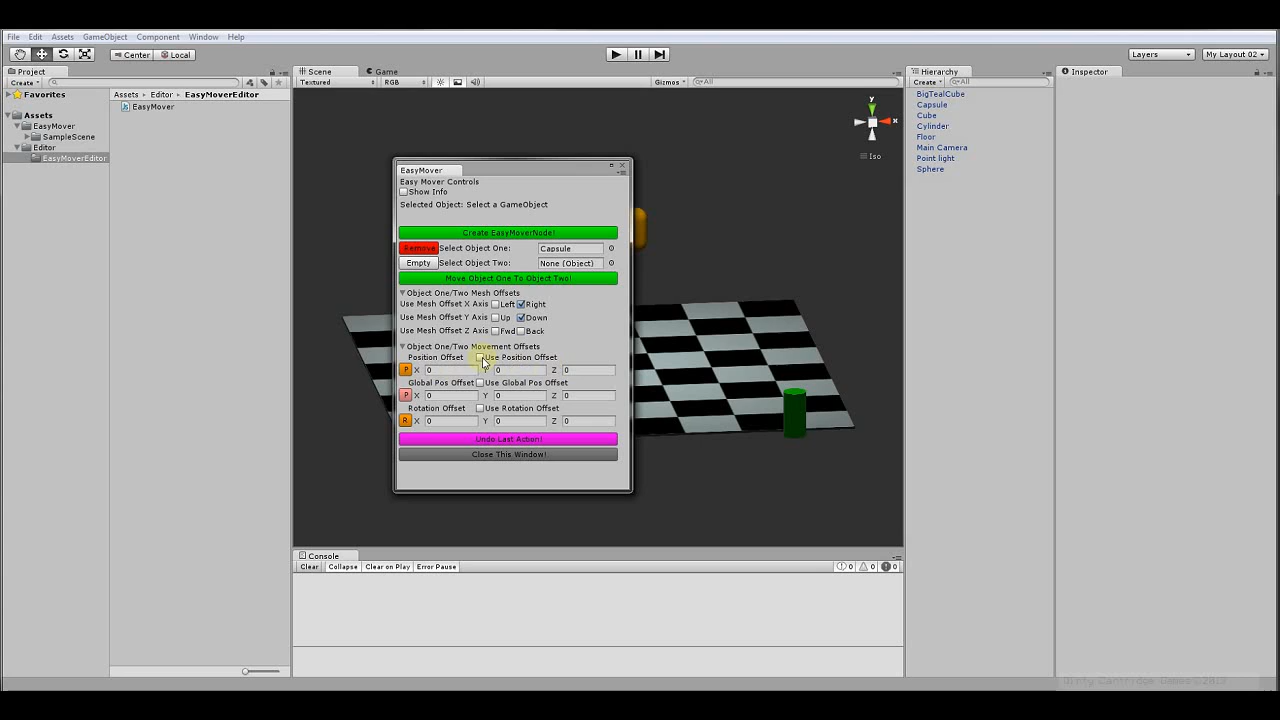 File Edit Assets GameObject Component Window Help
Center Local Layers My Layout 02
Project
Create
Favorites
Assets
EasyMover
SampleScene
Editor
EasyMoverEditor
Assets Editor EasyMoverEditor
EasyMover
Scene Game
Textured RGB Gizmos All
y
x
Iso
EasyMover
Easy Mover Controls
Show Info
Selected Object: Select a GameObject
Create EasyMoverNode!
Remove Select Object One: Capsule
Empty Select Object Two: None (Object)
Move Object One To Object Two!
Object One/Two Mesh Offsets
Use Mesh Offset X Axis Left Right
Use Mesh Offset Y Axis Up Down
Use Mesh Offset Z Axis Fwd Back
Object One/Two Movement Offsets
Position Offset Use Position Offset
P X 0 Y 0 Z 0
Global Pos Offset Use Global Pos Offset
P X 0 Y 0 Z 0
Rotation Offset Use Rotation Offset
R X 0 Y 0 Z 0
Undo Last Action!
Close This Window!
Console
Clear Collapse Clear on Play Error Pause 0 0 0
Hierarchy
Create All
BigTealCube
Capsule
Cube
Cylinder
Floor
Main Camera
Point light
Sphere
Inspector
Dirty Cartridge Games ©2012